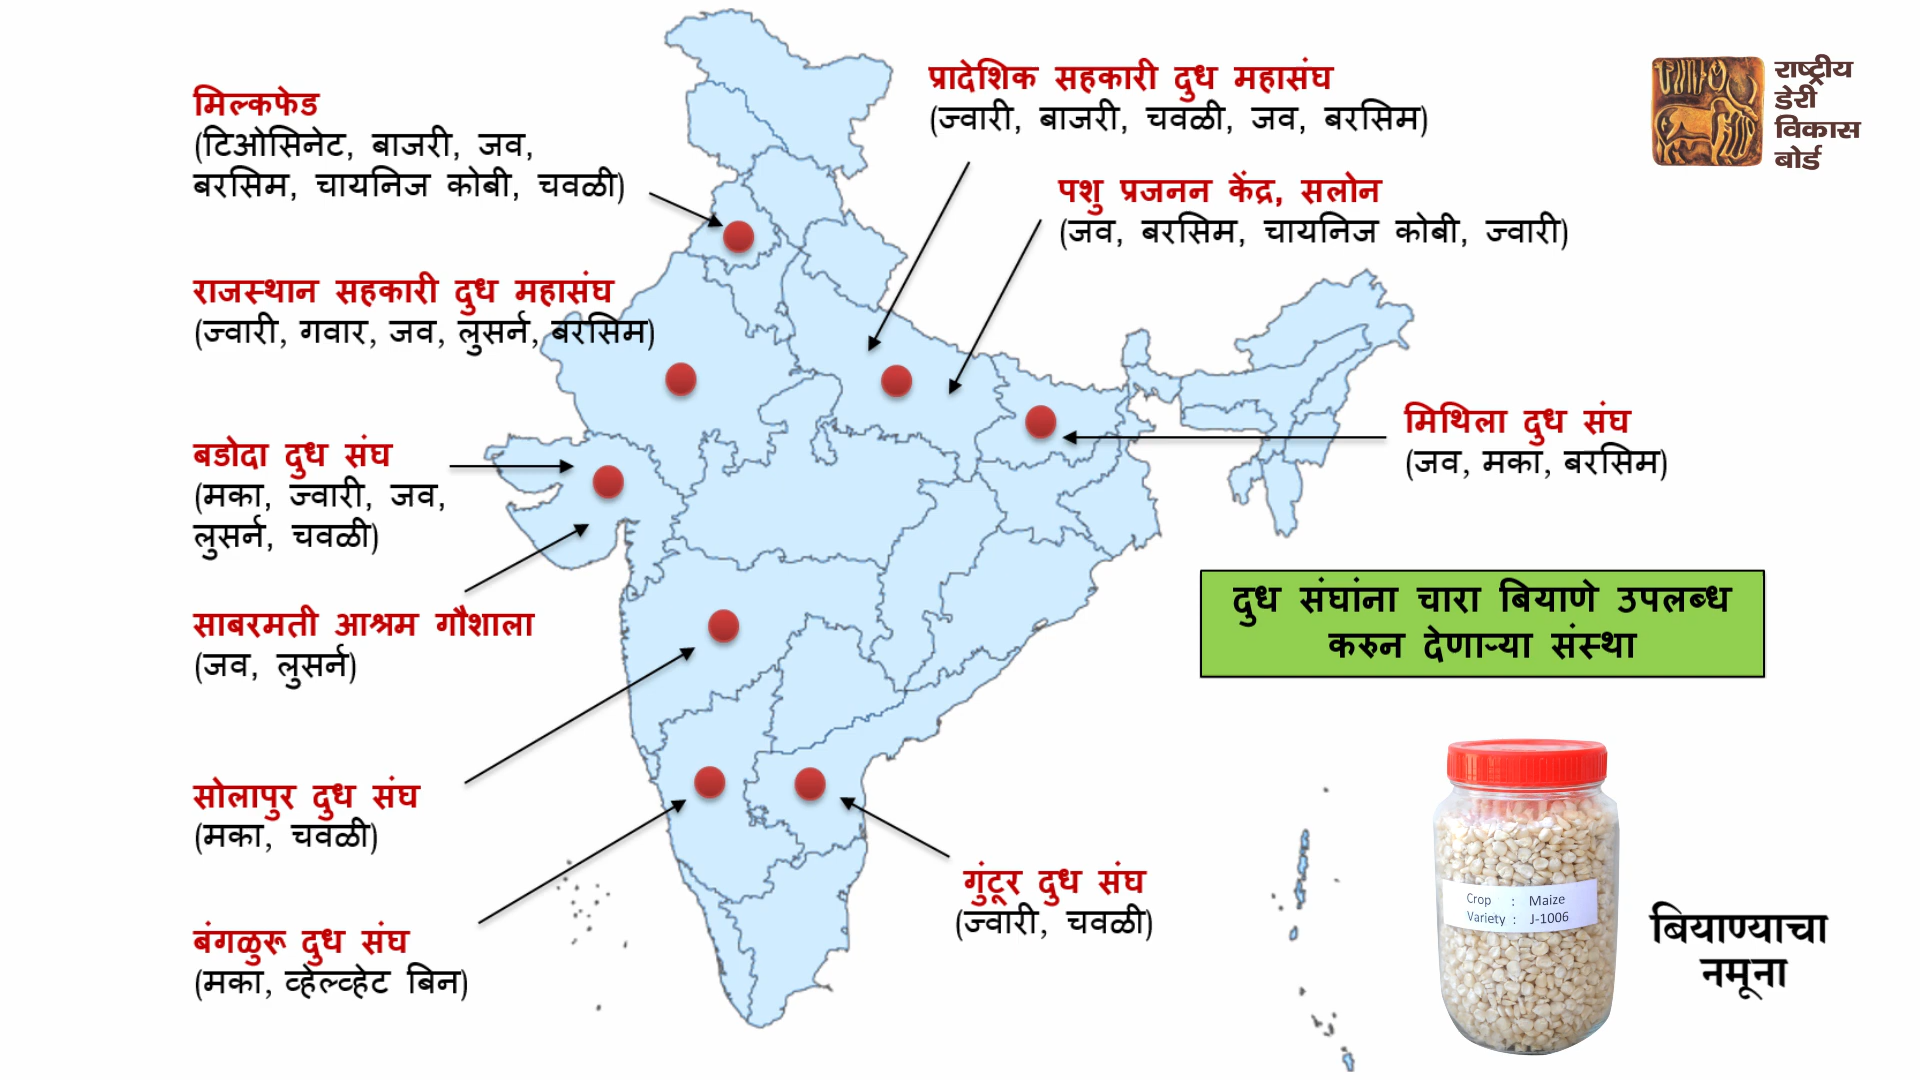 मिल्कफेड
(टिओसिनेट, बाजरी, जव,
बरसिम, चायनिज कोबी, चवळी)
प्रादेशिक सहकारी दुध महासंघ
(ज्वारी, बाजरी, चवळी, जव, बरसिम)
राष्ट्रीय
डेरी
विकास
बोर्ड
पशु प्रजनन केंद्र, सलोन
(जव, बरसिम, चायनिज कोबी, ज्वारी)
राजस्थान सहकारी दुध महासंघ
(ज्वारी, गवार, जव, लुसर्न, बरसिम)
मिथिला दुध संघ
(जव, मका, बरसिम)
बडोदा दुध संघ
(मका, ज्वारी, जव,
लुसर्न, चवळी)
दुध संघांना चारा बियाणे उपलब्ध
करुन देणाऱ्या संस्था
साबरमती आश्रम गौशाला
(जव, लुसर्न)
सोलापुर दुध संघ
(मका, चवळी)
गुंटूर दुध संघ
(ज्वारी, चवळी)
बंगळुरू दुध संघ
(मका, व्हेल्व्हेट बिन)
Crop : Maize
Variety : J-1006
बियाण्याचा
नमूना